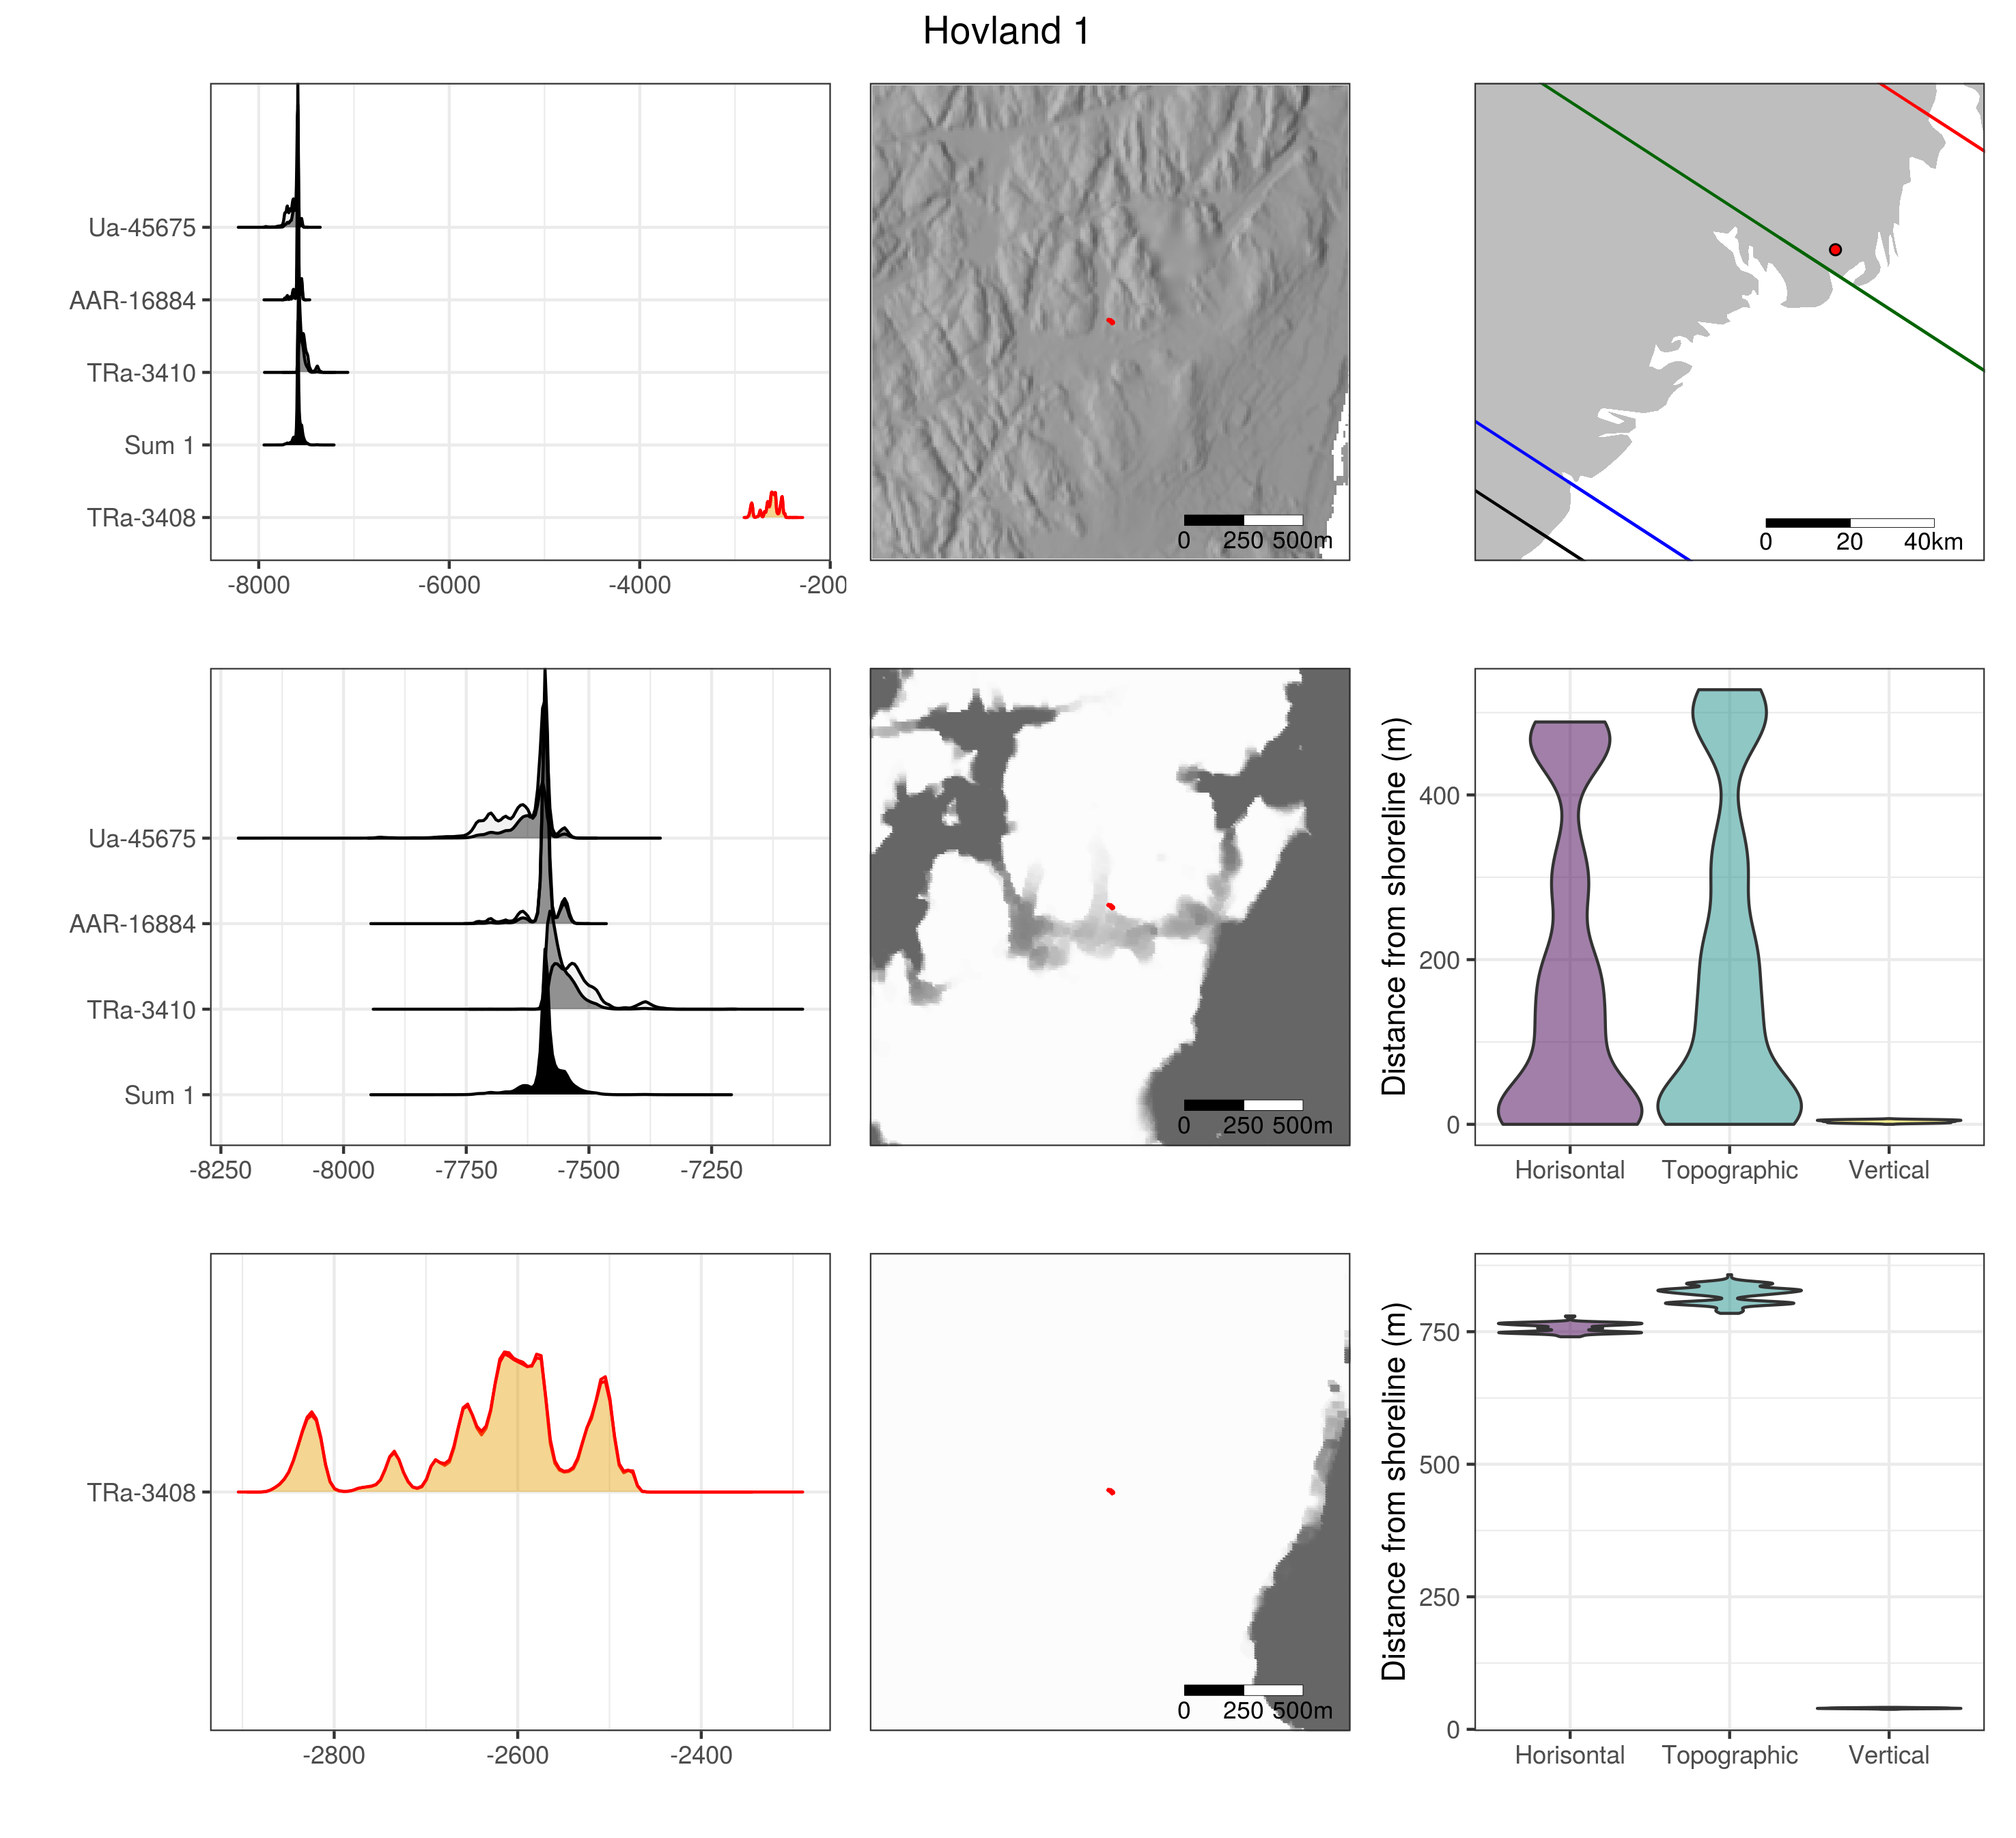 Hovland 1
Ua-45675
AAR-16884
TRa-3410
Sum 1
TRa-3408
-8000 -6000 -4000 -200
0 250 500m
0 20 40km
Ua-45675
AAR-16884
TRa-3410
Sum 1
-8250 -8000 -7750 -7500 -7250
0 250 500m
Distance from shoreline (m)
400
200
0
Horisontal Topographic Vertical
TRa-3408
-2800 -2600 -2400
0 250 500m
Distance from shoreline (m)
750
500
250
0
Horisontal Topographic Vertical